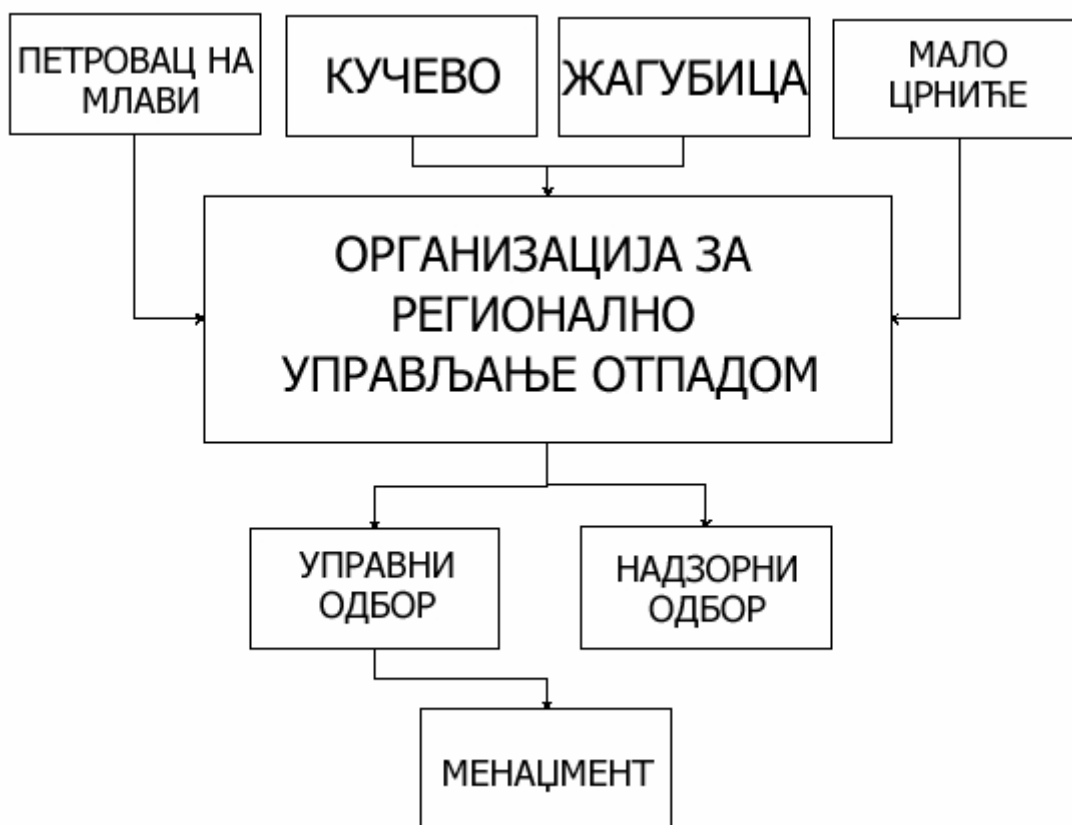 ПЕТРОВАЦ НА
МЛАВИ
КУЧЕВО
ЖАГУБИЦА
МАЛО
ЦРНИЋЕ
ОРГАНИЗАЦИЈА ЗА
РЕГИОНАЛНО
УПРАВЉАЊЕ ОТПАДОМ
УПРАВНИ
ОДБОР
НАДЗОРНИ
ОДБОР
МЕНАЏМЕНТ